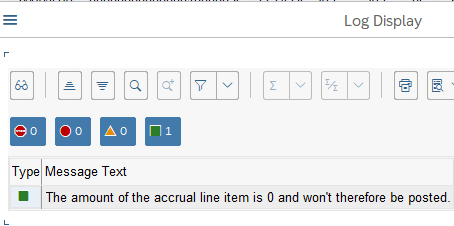 Log Display
Σ
0 0 0 1
Type Message Text
The amount of the accrual line item is 0 and won't therefore be posted.